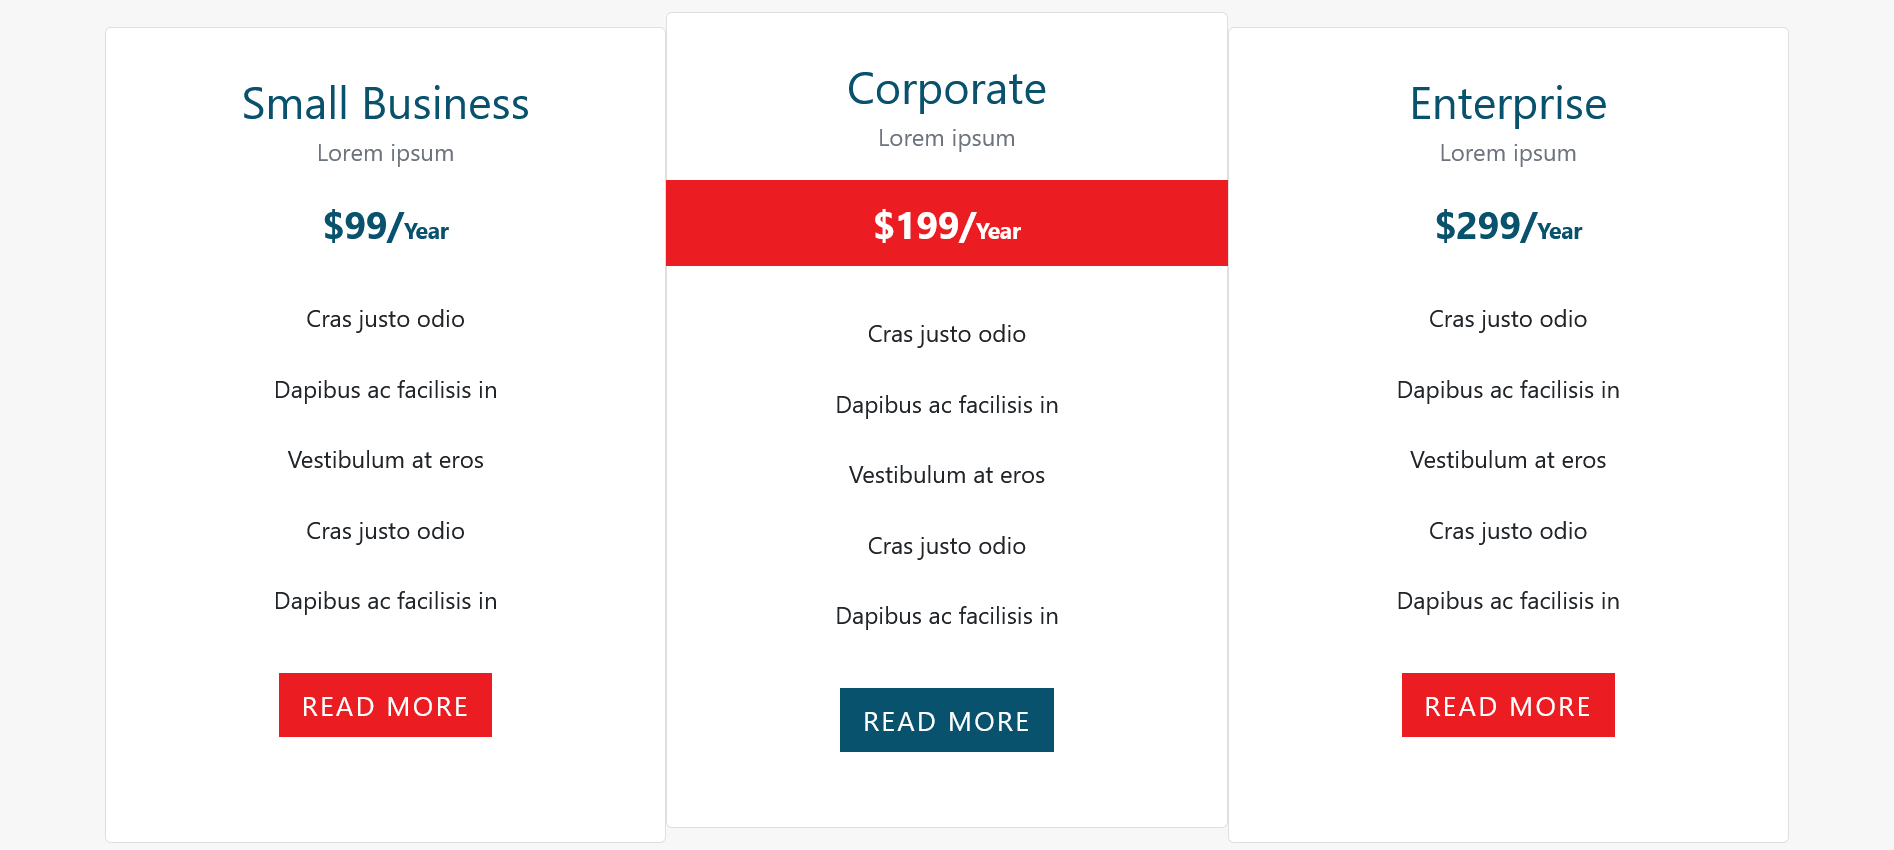 Small Business
Lorem ipsum
$99/Year
Cras justo odio
Dapibus ac facilisis in
Vestibulum at eros
Cras justo odio
Dapibus ac facilisis in
READ MORE
Corporate
Lorem ipsum
$199/Year
Cras justo odio
Dapibus ac facilisis in
Vestibulum at eros
Cras justo odio
Dapibus ac facilisis in
READ MORE
Enterprise
Lorem ipsum
$299/Year
Cras justo odio
Dapibus ac facilisis in
Vestibulum at eros
Cras justo odio
Dapibus ac facilisis in
READ MORE